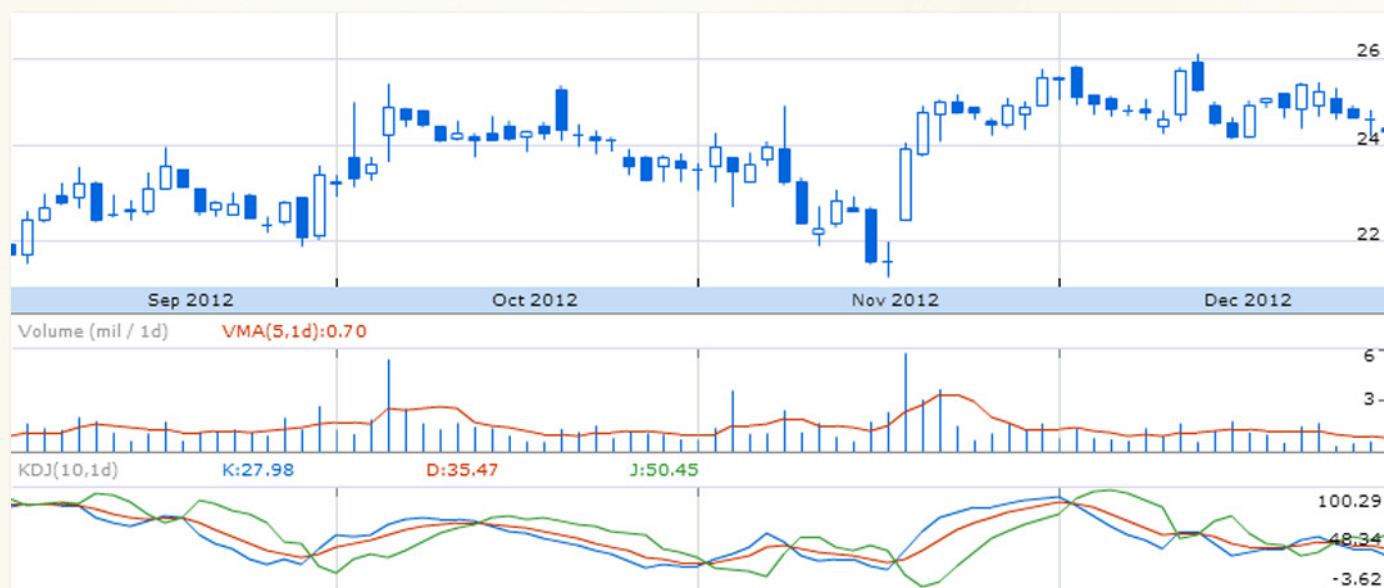 26
24
22
Sep 2012 Oct 2012 Nov 2012 Dec 2012
Volume (mil / 1d) VMA(5,1d):0.70
6
3
KDJ(10,1d) K:27.98 D:35.47 J:50.45
100.29
48.34
-3.62